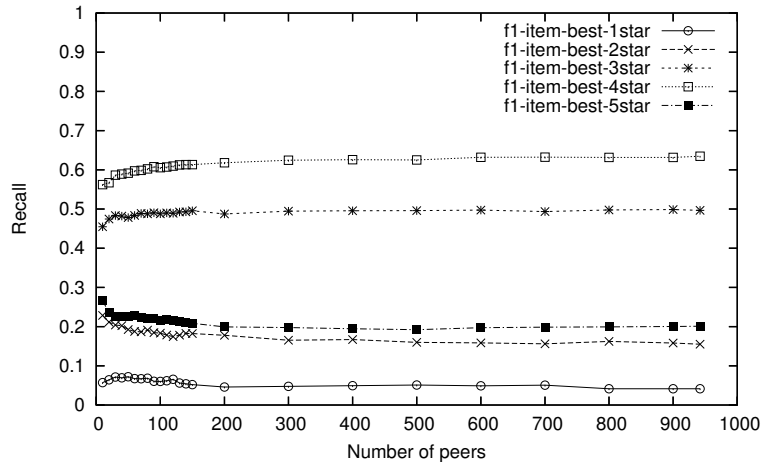 1
0.9
0.8
0.7
0.6
0.5
0.4
0.3
0.2
0.1
0
Recall
f1-item-best-1star
f1-item-best-2star
f1-item-best-3star
f1-item-best-4star
f1-item-best-5star
0 100 200 300 400 500 600 700 800 900 1000
Number of peers